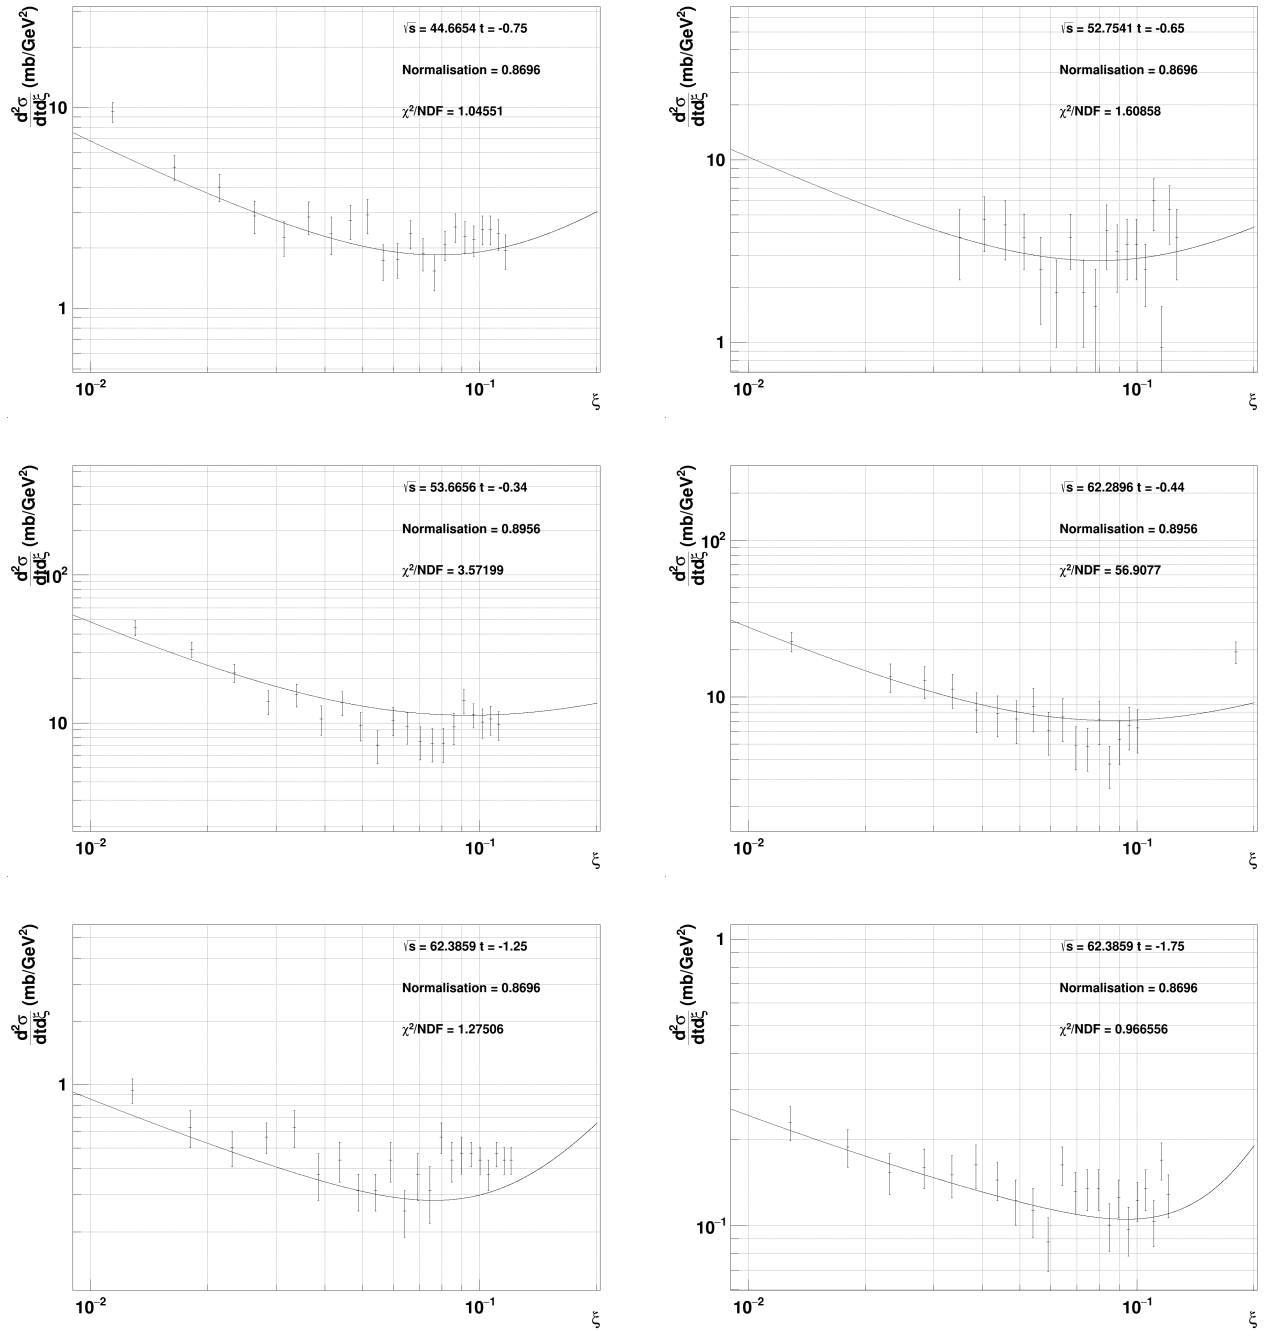 d²σ/dtdξ (mb/GeV²)
√s = 44.6654 t = -0.75
Normalisation = 0.8696
χ²/NDF = 1.04551
10
1
10⁻² 10⁻¹
ξ
d²σ/dtdξ (mb/GeV²)
√s = 52.7541 t = -0.65
Normalisation = 0.8696
χ²/NDF = 1.60858
10
1
10⁻² 10⁻¹
ξ
d²σ/dtdξ (mb/GeV²)
√s = 53.6656 t = -0.34
Normalisation = 0.8956
χ²/NDF = 3.57199
10²
10
10⁻² 10⁻¹
ξ
d²σ/dtdξ (mb/GeV²)
√s = 62.2896 t = -0.44
Normalisation = 0.8956
χ²/NDF = 56.9077
10²
10
10⁻² 10⁻¹
ξ
d²σ/dtdξ (mb/GeV²)
√s = 62.3859 t = -1.25
Normalisation = 0.8696
χ²/NDF = 1.27506
1
10⁻² 10⁻¹
ξ
d²σ/dtdξ (mb/GeV²)
√s = 62.3859 t = -1.75
Normalisation = 0.8696
χ²/NDF = 0.966556
1
10⁻¹
10⁻² 10⁻¹
ξ